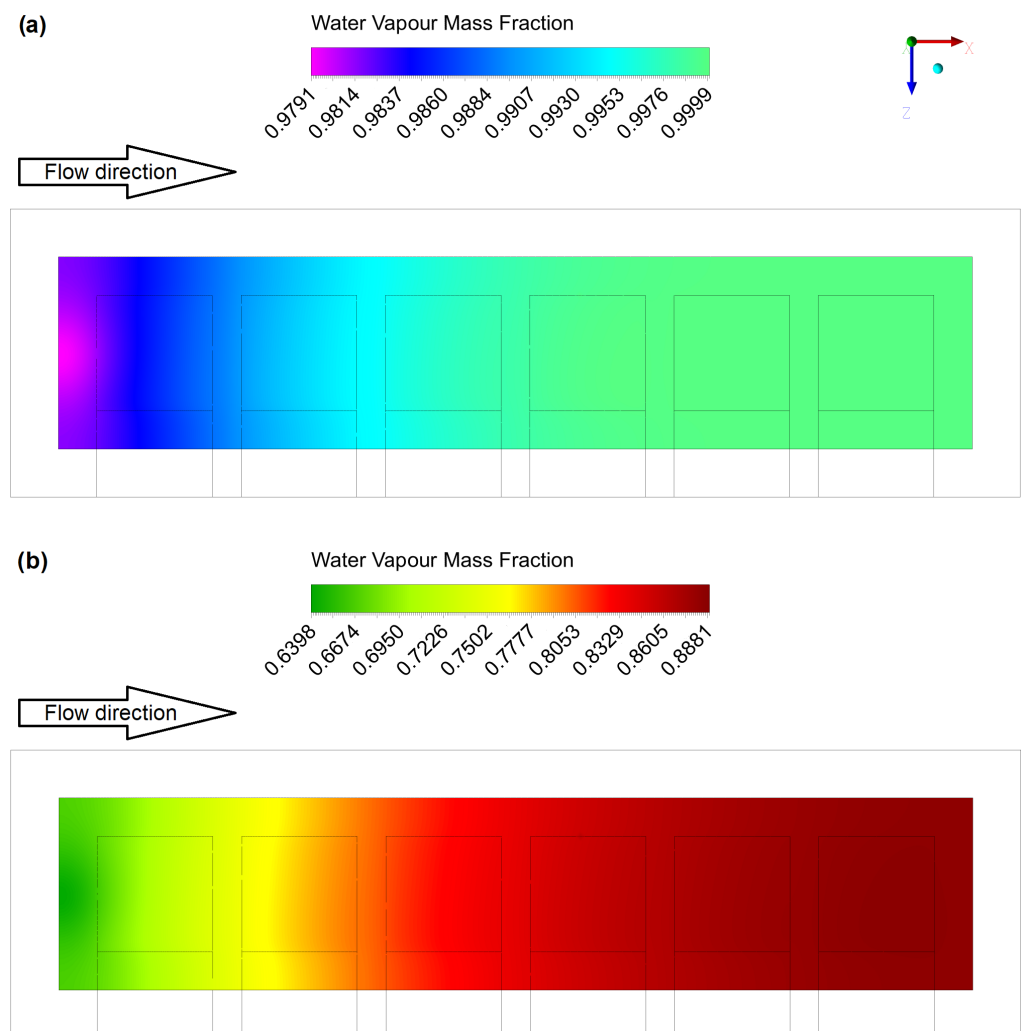 (a)
Water Vapour Mass Fraction
0.9791 0.9814 0.9837 0.9860 0.9884 0.9907 0.9930 0.9953 0.9976 0.9999
X
Z
Flow direction
(b)
Water Vapour Mass Fraction
0.6398 0.6674 0.6950 0.7226 0.7502 0.7777 0.8053 0.8329 0.8605 0.8881
Flow direction